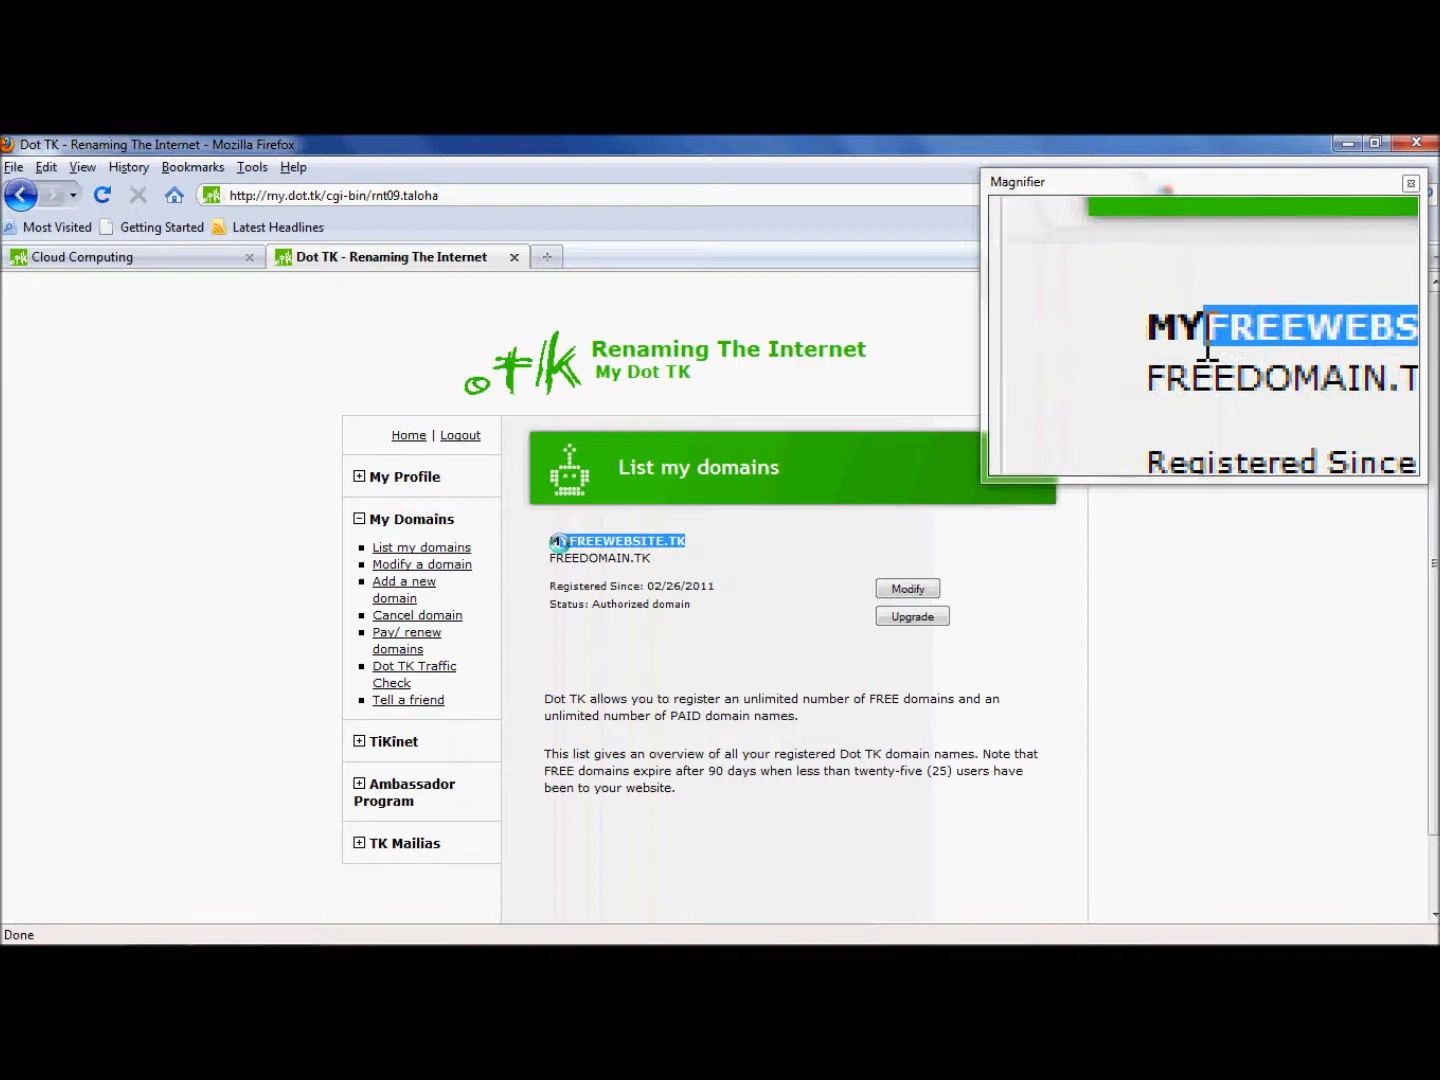 Dot TK - Renaming The Internet - Mozilla Firefox
File Edit View History Bookmarks Tools Help
http://my.dot.tk/cgi-bin/rnt09.taloha
Most Visited Getting Started Latest Headlines
Cloud Computing
Dot TK - Renaming The Internet
Magnifier
MYFREEWEBS
FREEDOMAIN.T
Registered Since
.tk Renaming The Internet
My Dot TK
Home | Logout
My Profile
My Domains
List my domains
Modify a domain
Add a new
domain
Cancel domain
Pay/ renew
domains
Dot TK Traffic
Check
Tell a friend
TiKinet
Ambassador
Program
TK Mailias
List my domains
MYFREEWEBSITE.TK
FREEDOMAIN.TK
Registered Since: 02/26/2011
Status: Authorized domain
Modify
Upgrade
Dot TK allows you to register an unlimited number of FREE domains and an
unlimited number of PAID domain names.
This list gives an overview of all your registered Dot TK domain names. Note that
FREE domains expire after 90 days when less than twenty-five (25) users have
been to your website.
Done